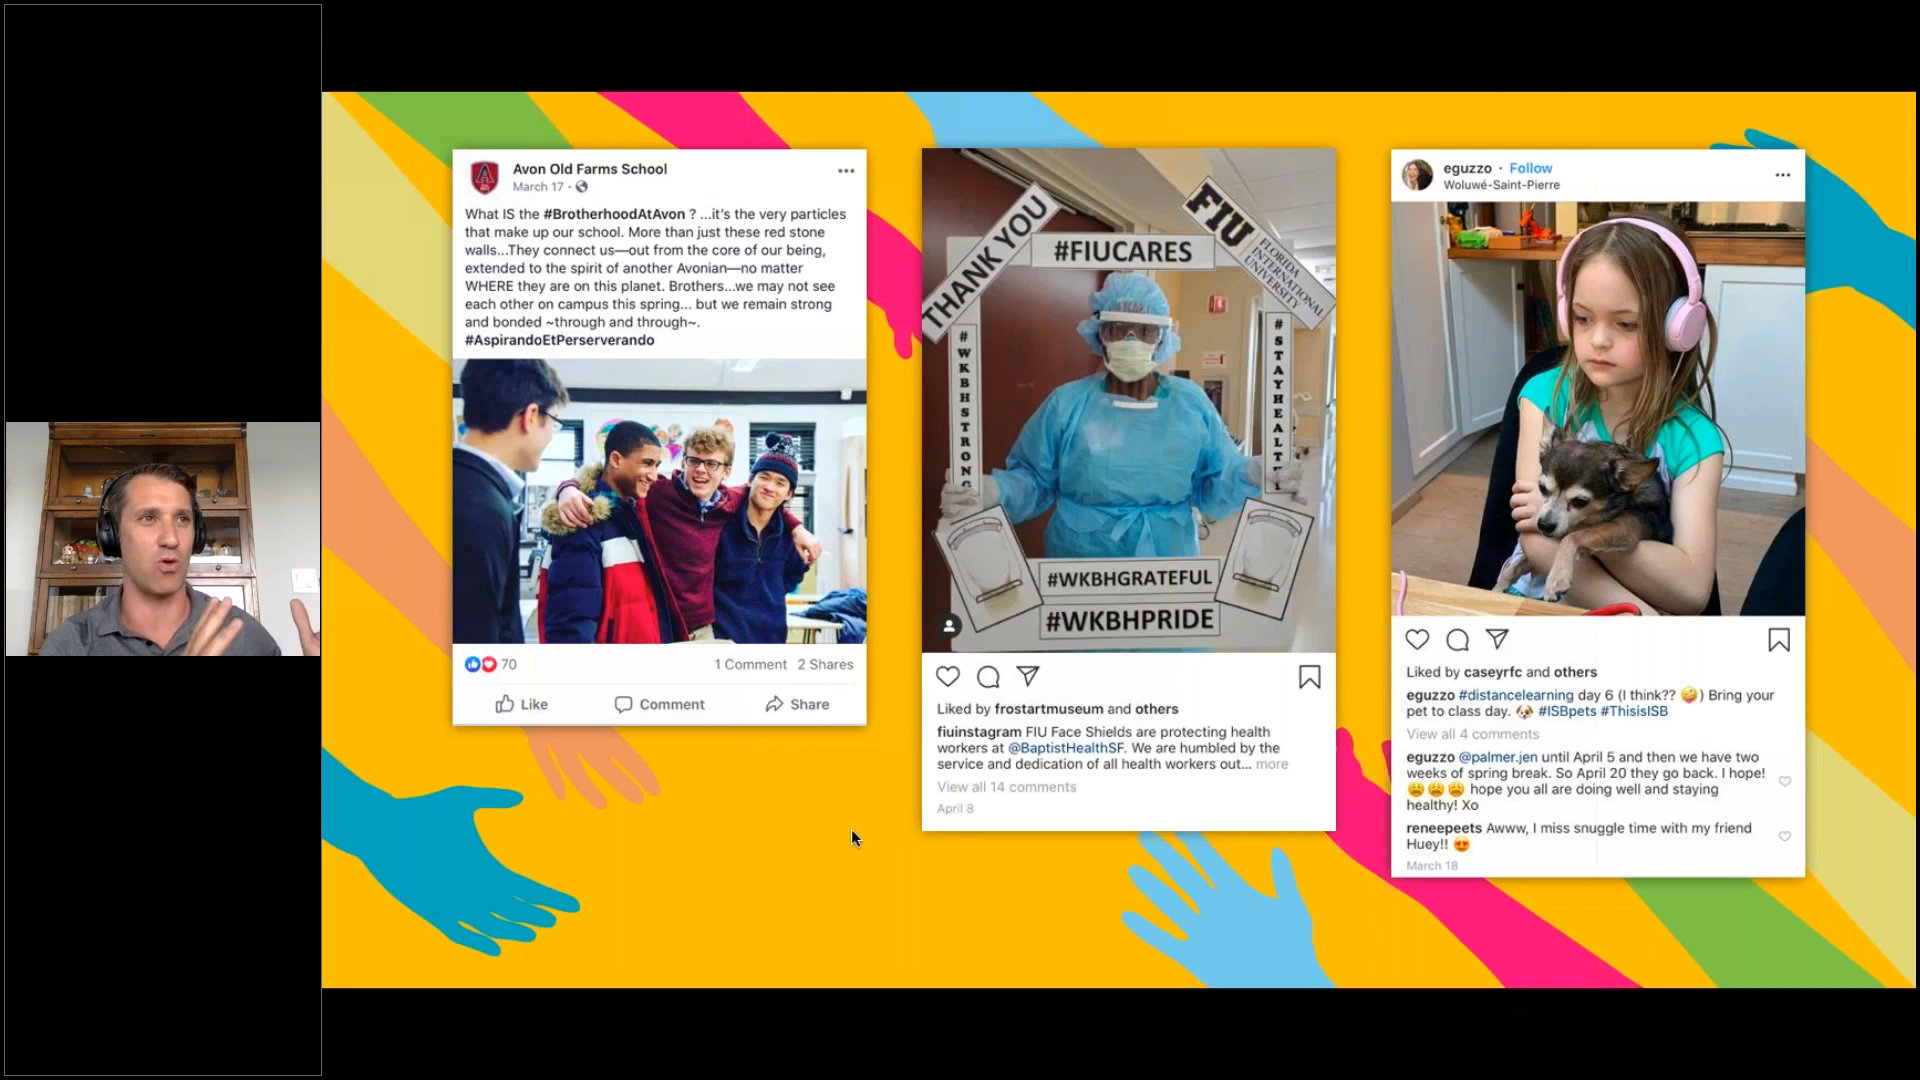 Avon Old Farms School
March 17 ·
What IS the #BrotherhoodAtAvon ? ...it's the very particles
that make up our school. More than just these red stone
walls...They connect us—out from the core of our being,
extended to the spirit of another Avonian—no matter
WHERE they are on this planet. Brothers...we may not see
each other on campus this spring... but we remain strong
and bonded ~through and through~.
#AspirandoEtPerserverando
70
1 Comment 2 Shares
Like
Comment
Share
THANK YOU
#FIUCARES
FIU
FLORIDA
INTERNATIONAL
UNIVERSITY
#WKBHSTRONG
#STAYHEALTHY
#WKBHGRATEFUL
#WKBHPRIDE
Liked by frostartmuseum and others
fiuinstagram FIU Face Shields are protecting health
workers at @BaptistHealthSF. We are humbled by the
service and dedication of all health workers out... more
View all 14 comments
April 8
eguzzo · Follow
Woluwé-Saint-Pierre
Liked by caseyrfc and others
eguzzo #distancelearning day 6 (I think?? 🤪) Bring your
pet to class day. 🐶 #ISBpets #ThisisISB
View all 4 comments
eguzzo @palmer.jen until April 5 and then we have two
weeks of spring break. So April 20 they go back. I hope!
😩😩😩 hope you all are doing well and staying
healthy! Xo
reneepeets Awww, I miss snuggle time with my friend
Huey!! 😍
March 18